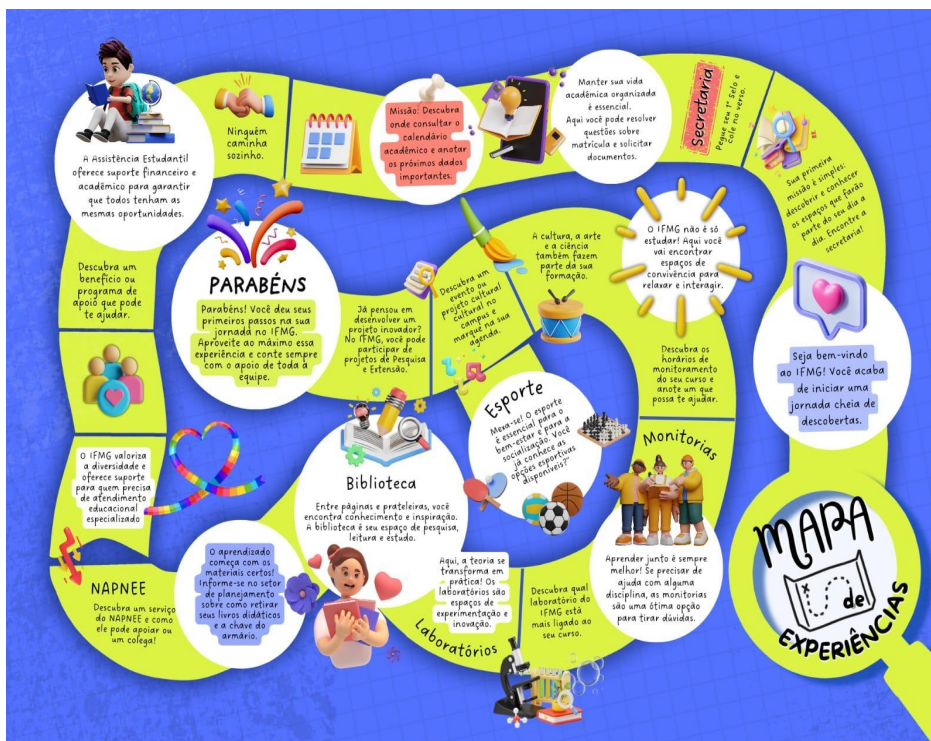 MAPA
de
EXPERIÊNCIAS
Seja bem-vindo
ao IFMG! Você acaba
de iniciar uma
jornada cheia de
descobertas.
Sua primeira
missão é simples:
descobrir e conhecer
os espaços que farão
parte do seu dia a
dia. Encontre a
secretaria!
Secretaria
Pegue seu 1º Selo e
cole no verso.
Manter sua vida
acadêmica organizada
é essencial.
Aqui você pode resolver
questões sobre
matrícula e solicitar
documentos.
Missão: Descubra
onde consultar o
calendário
acadêmico e anotar
os próximos dados
importantes.
Ninguém
caminha
sozinho.
A Assistência Estudantil
oferece suporte financeiro e
acadêmico para garantir
que todos tenham as
mesmas oportunidades.
Descubra um
benefício ou
programa de
apoio que pode
te ajudar.
O IFMG valoriza
a diversidade e
oferece suporte
para quem precisa
de atendimento
educacional
especializado
NAPNEE
Descubra um serviço
do NAPNEE e como
ele pode apoiar ou
um colega!
O aprendizado
começa com os
materiais certos!
Informe-se no setor
de planejamento
sobre como retirar
seus livros didáticos
e a chave do
armário.
Biblioteca
Entre páginas e prateleiras, você
encontra conhecimento e inspiração.
A biblioteca é seu espaço de pesquisa,
leitura e estudo.
Laboratórios
Aqui, a teoria se
transforma em
prática! Os
laboratórios são
espaços de
experimentação e
inovação.
Descubra qual
laboratório do
IFMG está
mais ligado ao
seu curso.
Monitorias
Aprender junto é sempre
melhor! Se precisar de
ajuda com alguma
disciplina, as monitorias
são uma ótima opção
para tirar dúvidas.
Descubra os
horários de
monitoramento
do seu curso e
anote um que
possa te ajudar.
O IFMG não é só
estudar! Aqui você
vai encontrar
espaços de
convivência para
relaxar e interagir.
Esporte
Mexa-se! O esporte
é essencial para o
bem-estar e para a
socialização. Você
já conhece as
opções esportivas
disponíveis?"
A cultura, a arte
e a ciência
também fazem
parte da sua
formação.
Descubra um
evento ou
projeto cultural
cultural no
campus e
marque na sua
agenda.
Já pensou em
desenvolver um
projeto inovador?
No IFMG, você pode
participar de
projetos de Pesquisa
e Extensão.
PARABÉNS
Parabéns! Você deu seus
primeiros passos na sua
jornada no IFMG.
Aproveite ao máximo essa
experiência e conte sempre
com o apoio de toda a
equipe.